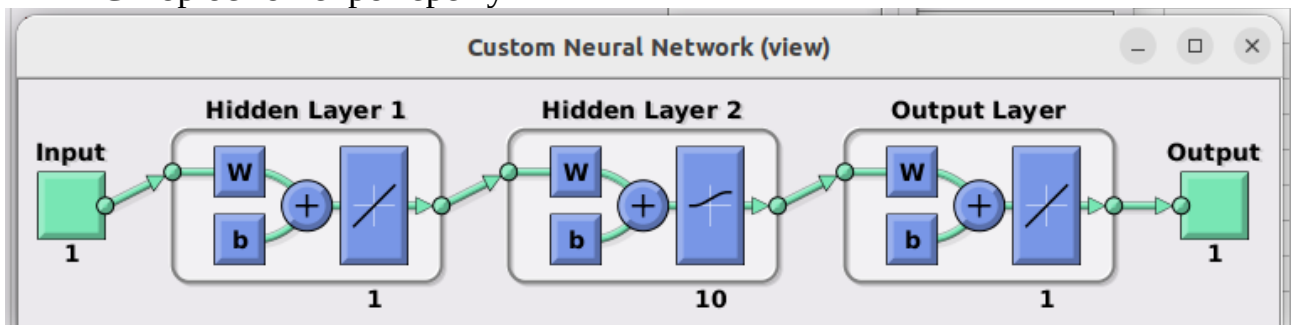 Custom Neural Network (view)
Hidden Layer 1
Hidden Layer 2
Output Layer
Input
Output
W
W
W
b
b
b
1
1
1
10
1